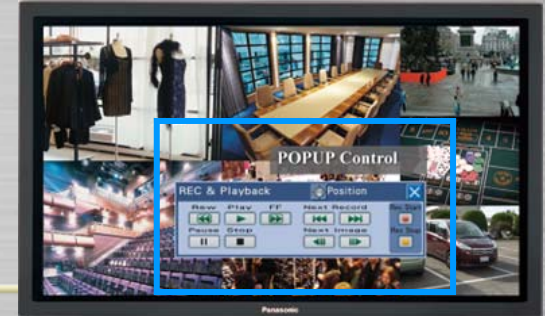 POPUP Control
REC & Playback Position
Rew Play FF Next Record Rec Start
Pause Stop Next Image Rec Stop
Panasonic